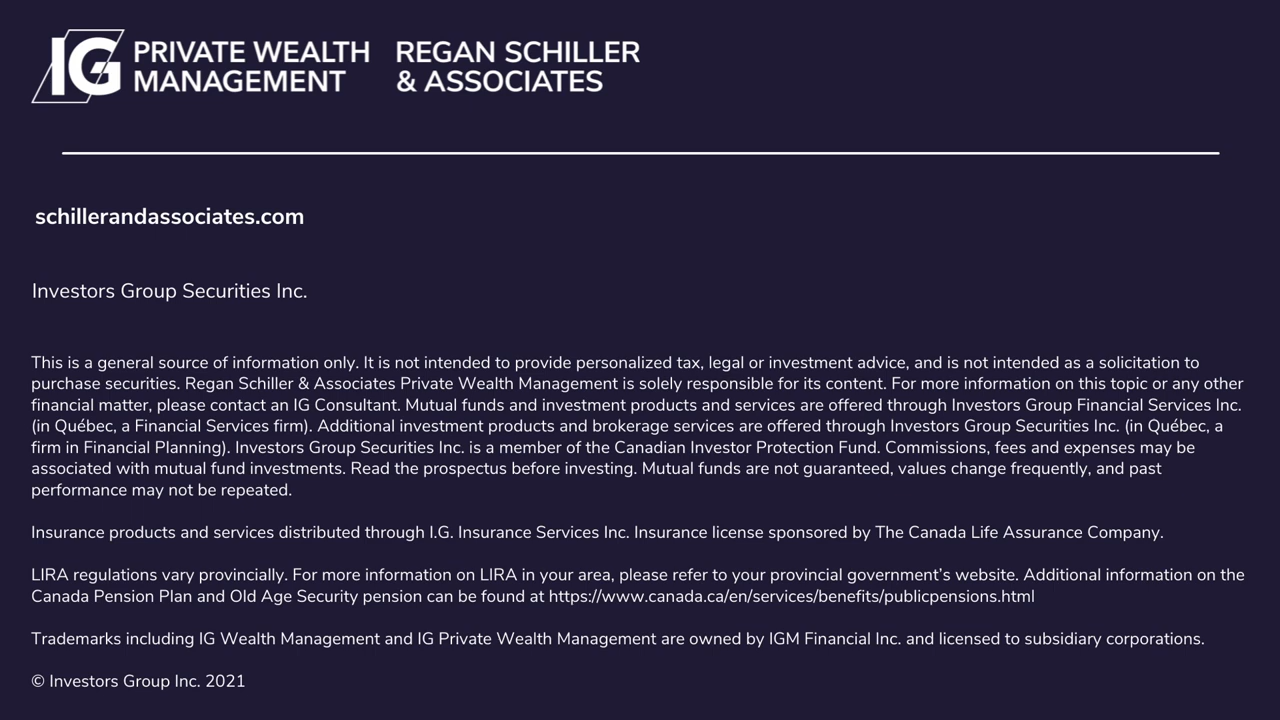 IG PRIVATE WEALTH MANAGEMENT
REGAN SCHILLER & ASSOCIATES
schillerandassociates.com
Investors Group Securities Inc.
This is a general source of information only. It is not intended to provide personalized tax, legal or investment advice, and is not intended as a solicitation to
purchase securities. Regan Schiller & Associates Private Wealth Management is solely responsible for its content. For more information on this topic or any other
financial matter, please contact an IG Consultant. Mutual funds and investment products and services are offered through Investors Group Financial Services Inc.
(in Québec, a Financial Services firm). Additional investment products and brokerage services are offered through Investors Group Securities Inc. (in Québec, a
firm in Financial Planning). Investors Group Securities Inc. is a member of the Canadian Investor Protection Fund. Commissions, fees and expenses may be
associated with mutual fund investments. Read the prospectus before investing. Mutual funds are not guaranteed, values change frequently, and past
performance may not be repeated.
Insurance products and services distributed through I.G. Insurance Services Inc. Insurance license sponsored by The Canada Life Assurance Company.
LIRA regulations vary provincially. For more information on LIRA in your area, please refer to your provincial government’s website. Additional information on the
Canada Pension Plan and Old Age Security pension can be found at https://www.canada.ca/en/services/benefits/publicpensions.html
Trademarks including IG Wealth Management and IG Private Wealth Management are owned by IGM Financial Inc. and licensed to subsidiary corporations.
© Investors Group Inc. 2021